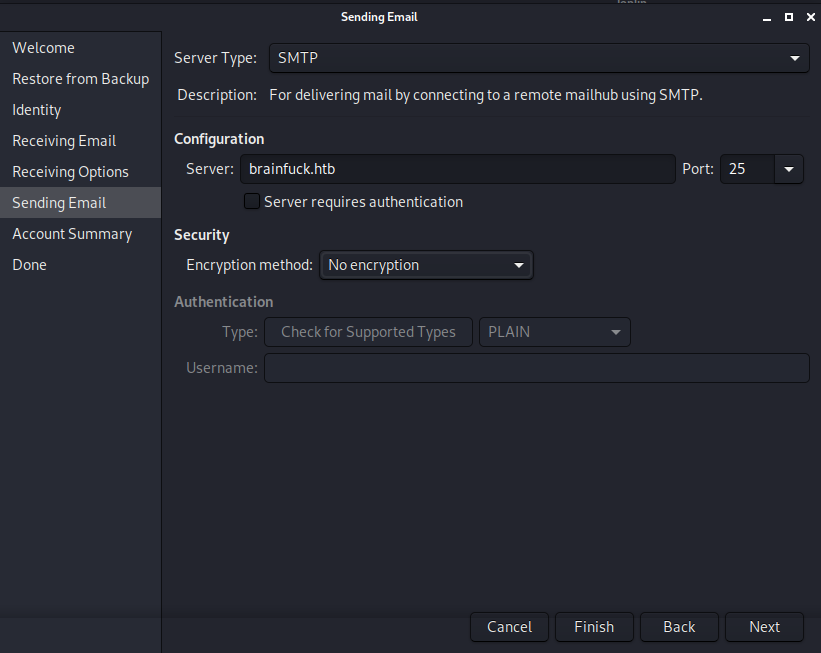 Sending Email
Welcome
Restore from Backup
Identity
Receiving Email
Receiving Options
Sending Email
Account Summary
Done
Server Type: SMTP
Description: For delivering mail by connecting to a remote mailhub using SMTP.
Configuration
Server: brainfuck.htb Port: 25
Server requires authentication
Security
Encryption method: No encryption
Authentication
Type: Check for Supported Types PLAIN
Username:
Cancel Finish Back Next